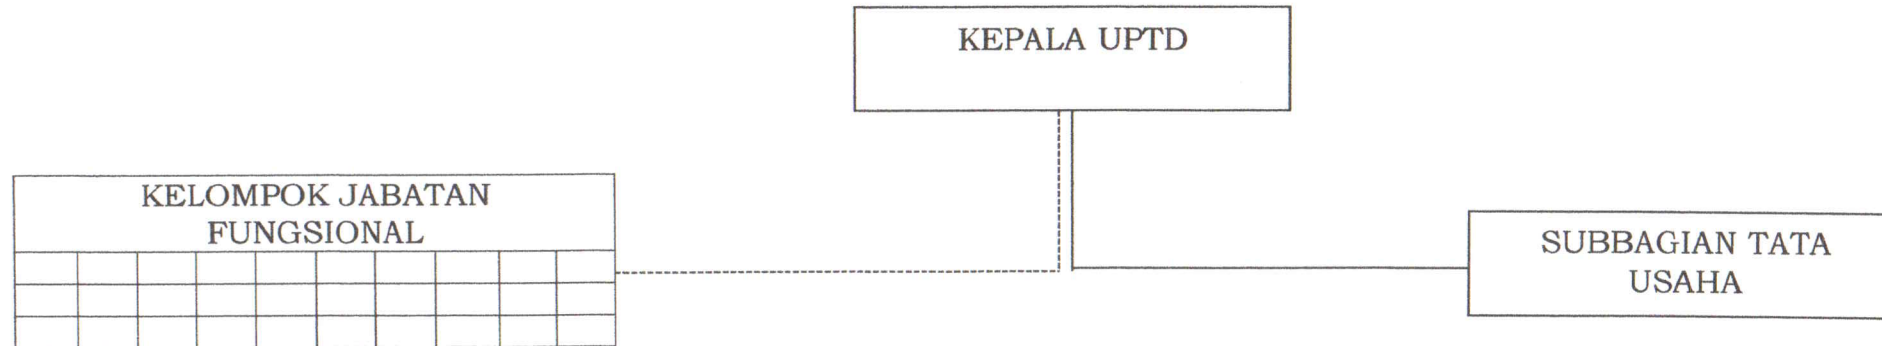 KEPALA UPTD
KELOMPOK JABATAN
FUNGSIONAL
SUBBAGIAN TATA
USAHA